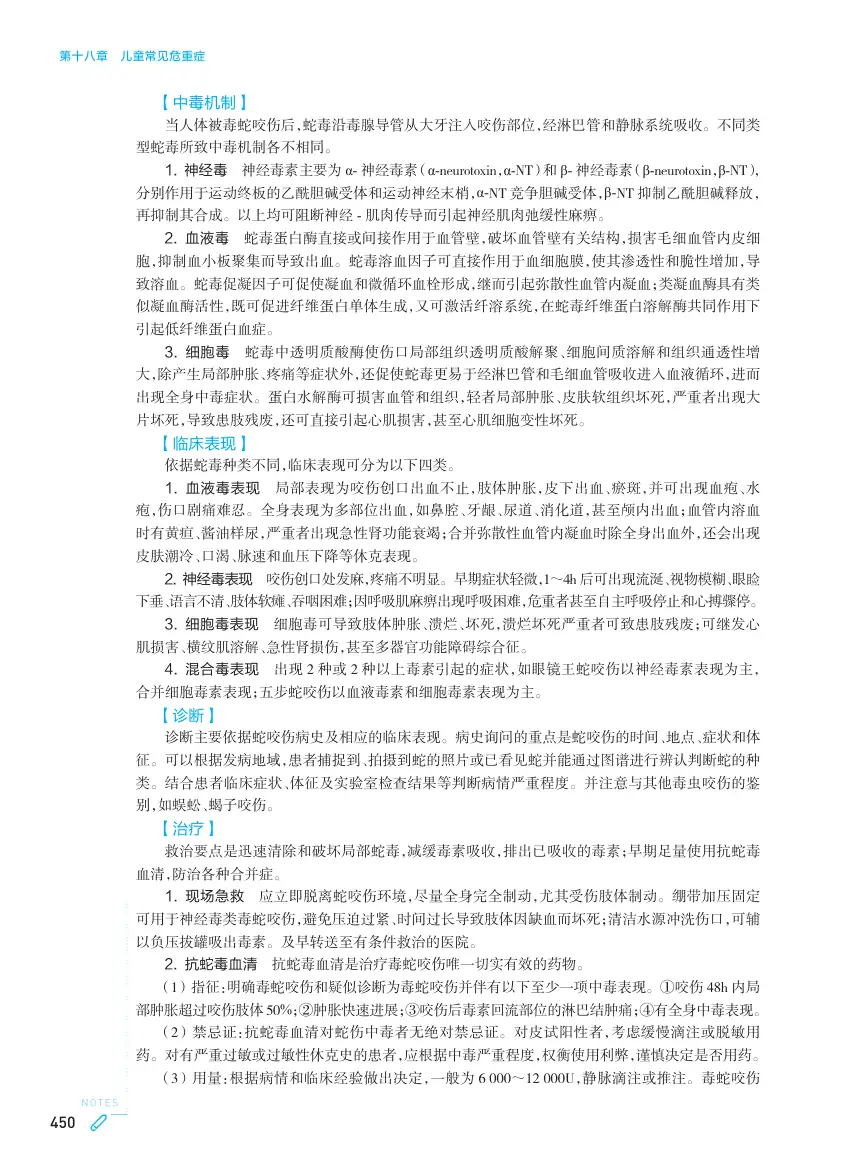 第十八章　儿童常见危重症
【中毒机制】
当人体被毒蛇咬伤后,蛇毒沿毒腺导管从大牙注入咬伤部位,经淋巴管和静脉系统吸收。不同类
型蛇毒所致中毒机制各不相同。
1. 神经毒　神经毒素主要为 α- 神经毒素(α-neurotoxin,α-NT)和 β- 神经毒素(β-neurotoxin,β-NT),
分别作用于运动终板的乙酰胆碱受体和运动神经末梢,α-NT 竞争胆碱受体,β-NT 抑制乙酰胆碱释放,
再抑制其合成。以上均可阻断神经 - 肌肉传导而引起神经肌肉弛缓性麻痹。
2. 血液毒　蛇毒蛋白酶直接或间接作用于血管壁,破坏血管壁有关结构,损害毛细血管内皮细
胞,抑制血小板聚集而导致出血。蛇毒溶血因子可直接作用于血细胞膜,使其渗透性和脆性增加,导
致溶血。蛇毒促凝因子可促使凝血和微循环血栓形成,继而引起弥散性血管内凝血;类凝血酶具有类
似凝血酶活性,既可促进纤维蛋白单体生成,又可激活纤溶系统,在蛇毒纤维蛋白溶解酶共同作用下
引起低纤维蛋白血症。
3. 细胞毒　蛇毒中透明质酸酶使伤口局部组织透明质酸解聚、细胞间质溶解和组织通透性增
大,除产生局部肿胀、疼痛等症状外,还促使蛇毒更易于经淋巴管和毛细血管吸收进入血液循环,进而
出现全身中毒症状。蛋白水解酶可损害血管和组织,轻者局部肿胀、皮肤软组织坏死,严重者出现大
片坏死,导致患肢残废,还可直接引起心肌损害,甚至心肌细胞变性坏死。
【临床表现】
依据蛇毒种类不同,临床表现可分为以下四类。
1. 血液毒表现　局部表现为咬伤创口出血不止,肢体肿胀,皮下出血、瘀斑,并可出现血疱、水
疱,伤口剧痛难忍。全身表现为多部位出血,如鼻腔、牙龈、尿道、消化道,甚至颅内出血;血管内溶血
时有黄疸、酱油样尿,严重者出现急性肾功能衰竭;合并弥散性血管内凝血时除全身出血外,还会出现
皮肤潮冷、口渴、脉速和血压下降等休克表现。
2. 神经毒表现　咬伤创口处发麻,疼痛不明显。早期症状轻微,1～4h 后可出现流涎、视物模糊、眼睑
下垂、语言不清、肢体软瘫、吞咽困难;因呼吸肌麻痹出现呼吸困难,危重者甚至自主呼吸停止和心搏骤停。
3. 细胞毒表现　细胞毒可导致肢体肿胀、溃烂、坏死,溃烂坏死严重者可致患肢残废;可继发心
肌损害、横纹肌溶解、急性肾损伤,甚至多器官功能障碍综合征。
4. 混合毒表现　出现 2 种或 2 种以上毒素引起的症状,如眼镜王蛇咬伤以神经毒素表现为主,
合并细胞毒素表现;五步蛇咬伤以血液毒素和细胞毒素表现为主。
【诊断】
诊断主要依据蛇咬伤病史及相应的临床表现。病史询问的重点是蛇咬伤的时间、地点、症状和体
征。可以根据发病地域,患者捕捉到、拍摄到蛇的照片或已看见蛇并能通过图谱进行辨认判断蛇的种
类。结合患者临床症状、体征及实验室检查结果等判断病情严重程度。并注意与其他毒虫咬伤的鉴
别,如蜈蚣、蝎子咬伤。
【治疗】
救治要点是迅速清除和破坏局部蛇毒,减缓毒素吸收,排出已吸收的毒素;早期足量使用抗蛇毒
血清,防治各种合并症。
1. 现场急救　应立即脱离蛇咬伤环境,尽量全身完全制动,尤其受伤肢体制动。绷带加压固定
可用于神经毒类毒蛇咬伤,避免压迫过紧、时间过长导致肢体因缺血而坏死;清洁水源冲洗伤口,可辅
以负压拔罐吸出毒素。及早转送至有条件救治的医院。
2. 抗蛇毒血清　抗蛇毒血清是治疗毒蛇咬伤唯一切实有效的药物。
(1)指征:明确毒蛇咬伤和疑似诊断为毒蛇咬伤并伴有以下至少一项中毒表现。①咬伤 48h 内局
部肿胀超过咬伤肢体 50%;②肿胀快速进展;③咬伤后毒素回流部位的淋巴结肿痛;④有全身中毒表现。
(2)禁忌证:抗蛇毒血清对蛇伤中毒者无绝对禁忌证。对皮试阳性者,考虑缓慢滴注或脱敏用
药。对有严重过敏或过敏性休克史的患者,应根据中毒严重程度,权衡使用利弊,谨慎决定是否用药。
(3)用量:根据病情和临床经验做出决定,一般为 6 000～12 000U,静脉滴注或推注。毒蛇咬伤
NOTES
450